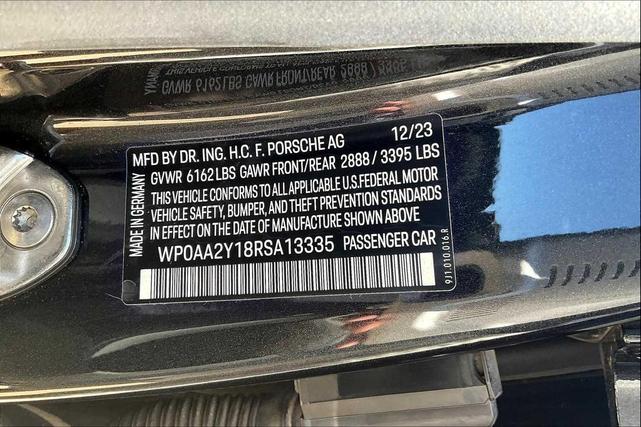 MFD BY DR. ING. H.C. F. PORSCHE AG 12/23
GVWR 6162 LBS GAWR FRONT/REAR 2888 / 3395 LBS
THIS VEHICLE CONFORMS TO ALL APPLICABLE U.S. FEDERAL MOTOR
VEHICLE SAFETY, BUMPER, AND THEFT PREVENTION STANDARDS
IN EFFECT ON THE DATE OF MANUFACTURE SHOWN ABOVE
WP0AA2Y18RSA13335 PASSENGER CAR
MADE IN GERMANY
9J1.010.016.R